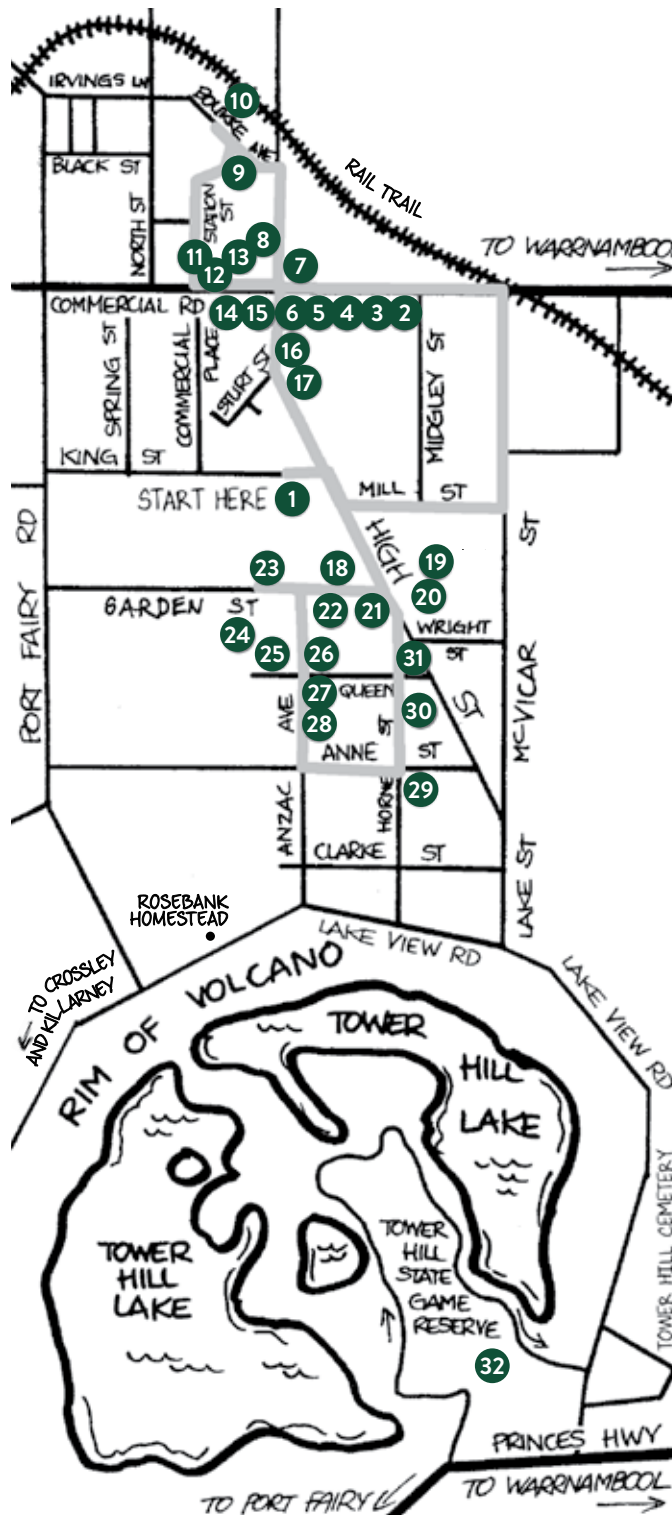 IRVINGS LN
BOURKE AVE
10
BLACK ST
9
RAIL TRAIL
NORTH ST
STATION ST
8
11
13
12
7
TO WARRNAMBOOL
COMMERCIAL RD
14
15
6
5
4
3
2
SPRING ST
COMMERCIAL PLACE
STURT ST
16
17
MIDGLEY ST
KING ST
START HERE
1
MILL ST
PORT FAIRY RD
HIGH ST
McVICAR ST
23
18
19
20
GARDEN ST
22
21
24
25
26
WRIGHT ST
31
27
QUEEN ST
28
30
ANNE ST
29
ANZAC AVE
HORNE
CLARKE ST
LAKE ST
ROSEBANK
HOMESTEAD
LAKE VIEW RD
LAKE VIEW RD
TO CROSSLEY
AND KILLARNEY
RIM OF VOLCANO
TOWER
HILL
LAKE
TOWER HILL CEMETERY
TOWER
HILL
LAKE
TOWER
HILL
STATE
GAME
RESERVE
32
PRINCES HWY
TO WARRNAMBOOL
TO PORT FAIRY